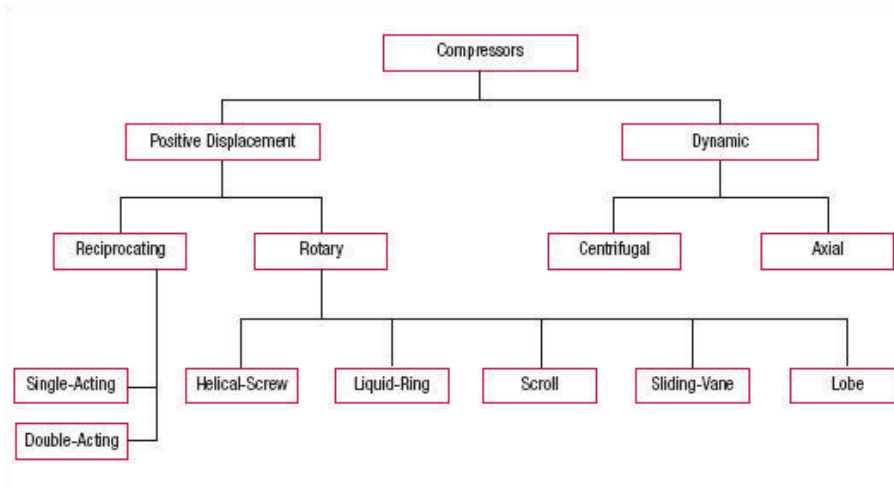 Compressors
Positive Displacement
Dynamic
Reciprocating
Rotary
Centrifugal
Axial
Single-Acting
Helical-Screw
Liquid-Ring
Scroll
Sliding-Vane
Lobe
Double-Acting